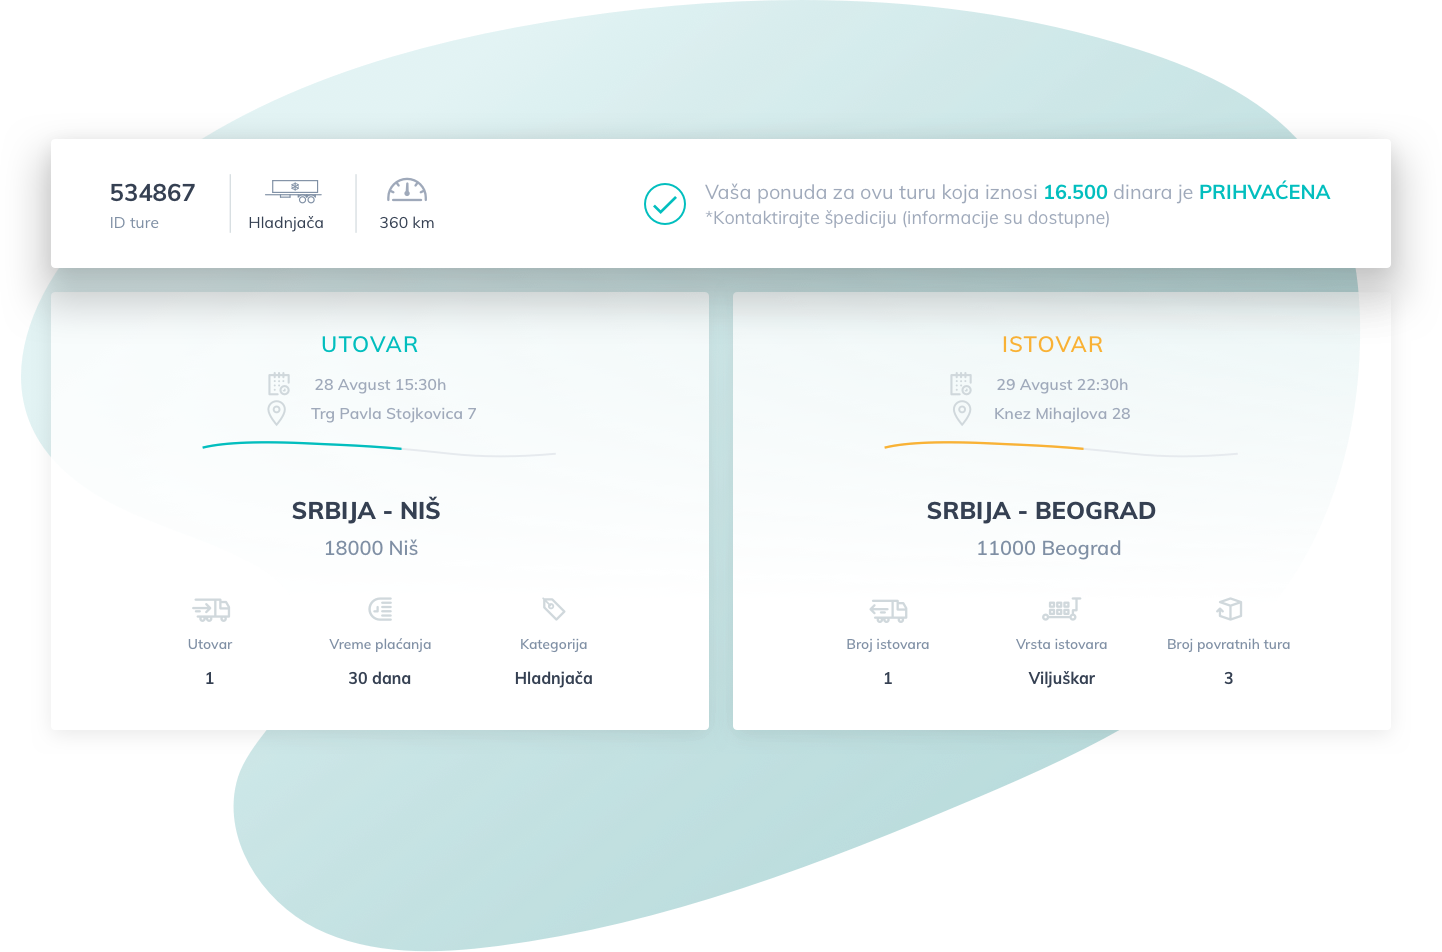 534867
ID ture
Hladnjača
360 km
Vaša ponuda za ovu turu koja iznosi 16.500 dinara je PRIHVAĆENA
*Kontaktirajte špediciju (informacije su dostupne)
UTOVAR
28 Avgust 15:30h
Trg Pavla Stojkovica 7
SRBIJA - NIŠ
18000 Niš
Utovar
Vreme plaćanja
Kategorija
1
30 dana
Hladnjača
ISTOVAR
29 Avgust 22:30h
Knez Mihajlova 28
SRBIJA - BEOGRAD
11000 Beograd
Broj istovara
Vrsta istovara
Broj povratnih tura
1
Viljuškar
3